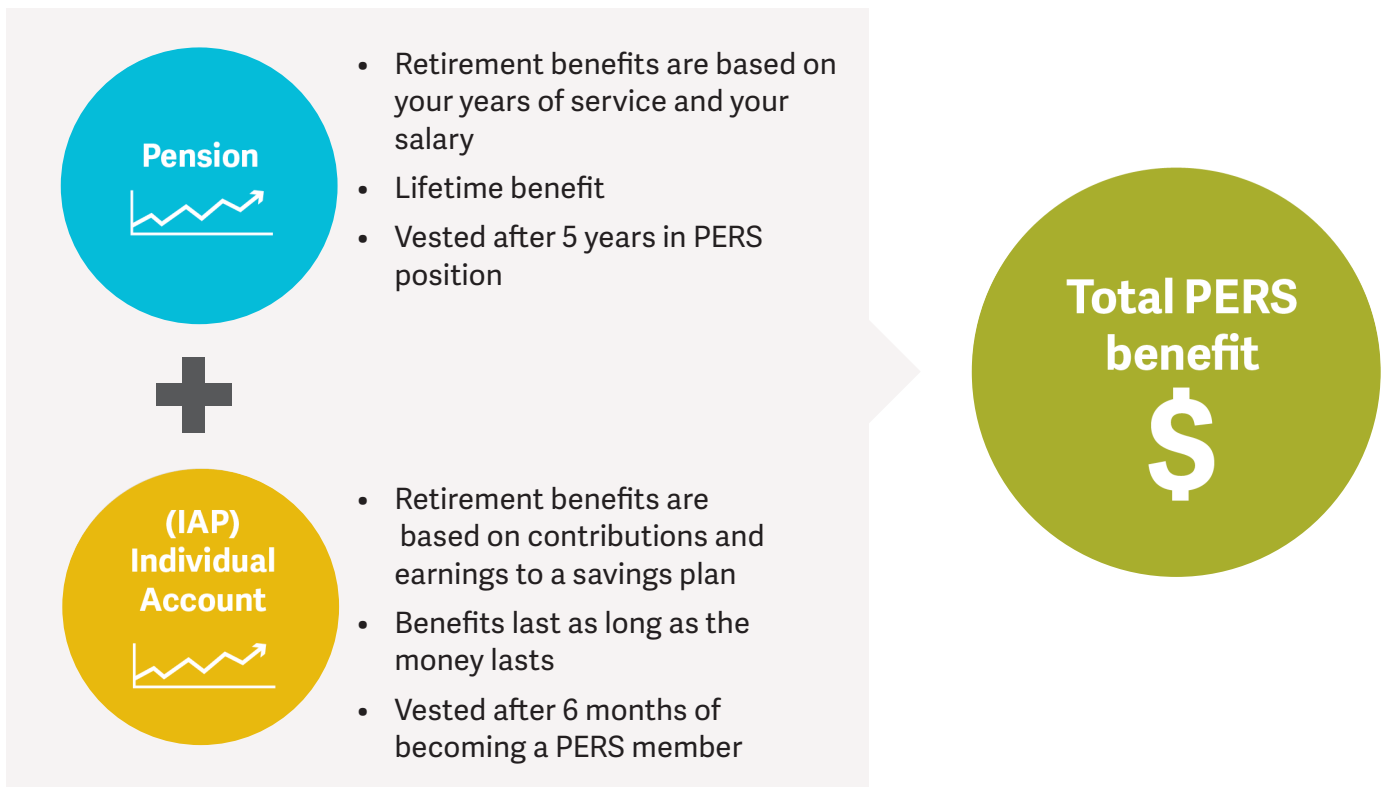 Pension
• Retirement benefits are based on
your years of service and your
salary
• Lifetime benefit
• Vested after 5 years in PERS
position
(IAP)
Individual
Account
• Retirement benefits are
based on contributions and
earnings to a savings plan
• Benefits last as long as the
money lasts
• Vested after 6 months of
becoming a PERS member
Total PERS
benefit
$